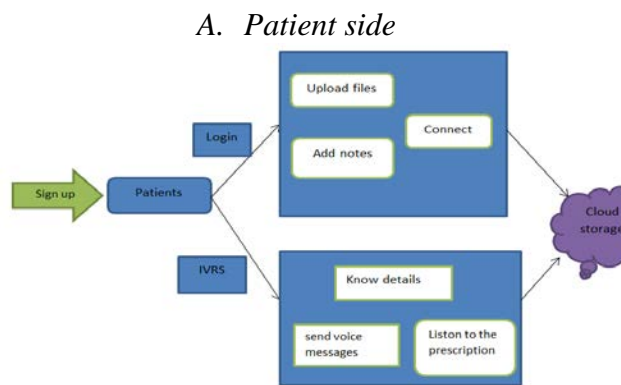 A. Patient side
Upload files
Login
Connect
Add notes
Sign up
Patients
Cloud
storage
IVRS
Know details
send voice
messages
Liston to the
prescription